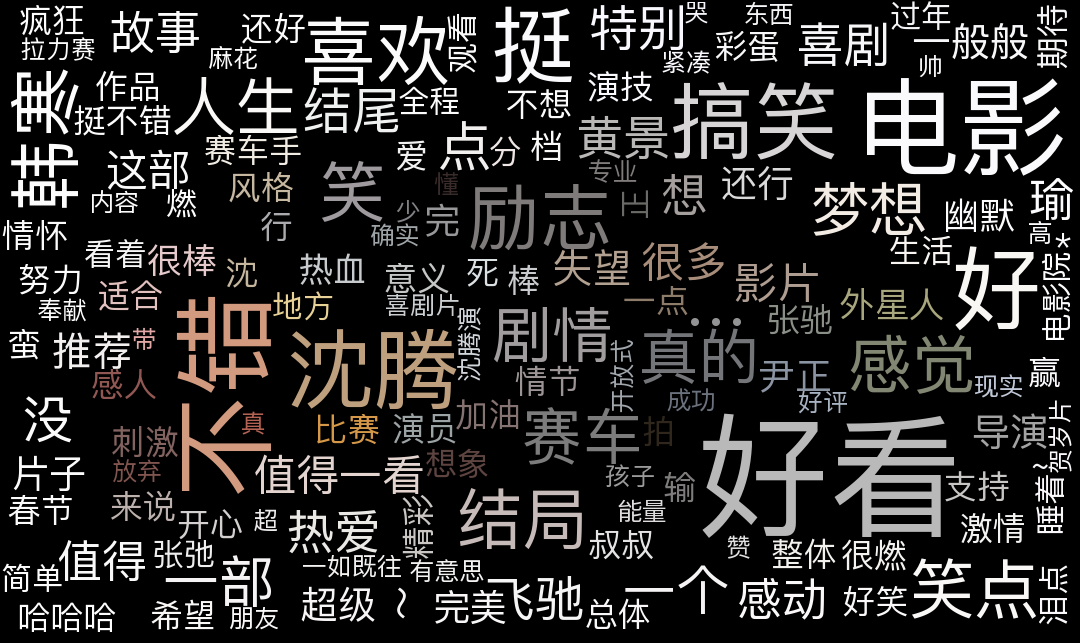 疯狂
故事
还好
喜欢
观看
挺
特别
哭
东西
过年
一般般
期待
拉力赛
麻花
紧凑
彩蛋
喜剧
帅
韩寒
作品
人生
结尾
全程
不想
演技
搞笑
电影
挺不错
赛车手
爱
点
分
档
黄景
瑜
这部
风格
笑
懂
专业
正
想
还行
梦想
幽默
内容
燃
行
少
完
励志
高
情怀
确实
生活
看着
很棒
沈
热血
意义
死
棒
失望
很多
影片
好
电影院*
努力
适合
地方
喜剧片
一点
外星人
奉献
带
不错
沈腾
沈腾演
剧情
...
张驰
蛮
推荐
真的
感觉
赢
感人
情节
开放式
尹正
现实
成功
好评
没
真
比赛
演员
加油
赛车
拍
好看
导演
贺岁片
刺激
片子
放弃
值得一看
想象
孩子
输
支持
睡着~
春节
来说
开心
超
热爱
精彩
结局
能量
激情
叔叔
赞
整体
很燃
值得
张弛
简单
一部
一如既往
有意思
飞驰
一个
感动
好笑
笑点
泪点
哈哈哈
希望
朋友
超级
~
完美
总体